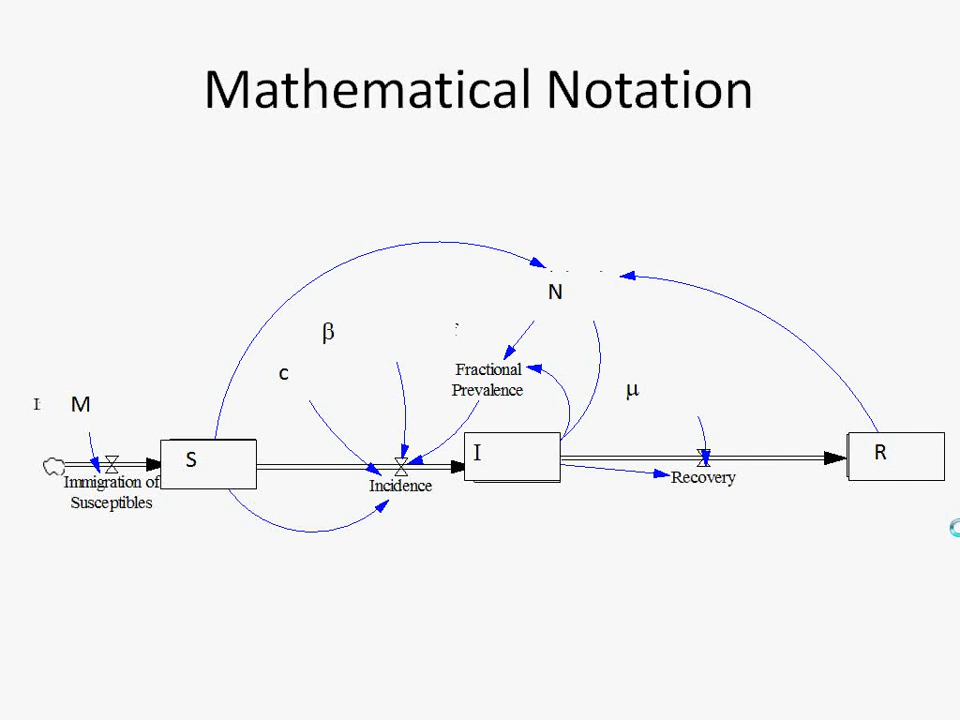 Mathematical Notation
N
β
c
Fractional
Prevalence
μ
M
S
I
R
Immigration of
Susceptibles
Incidence
Recovery